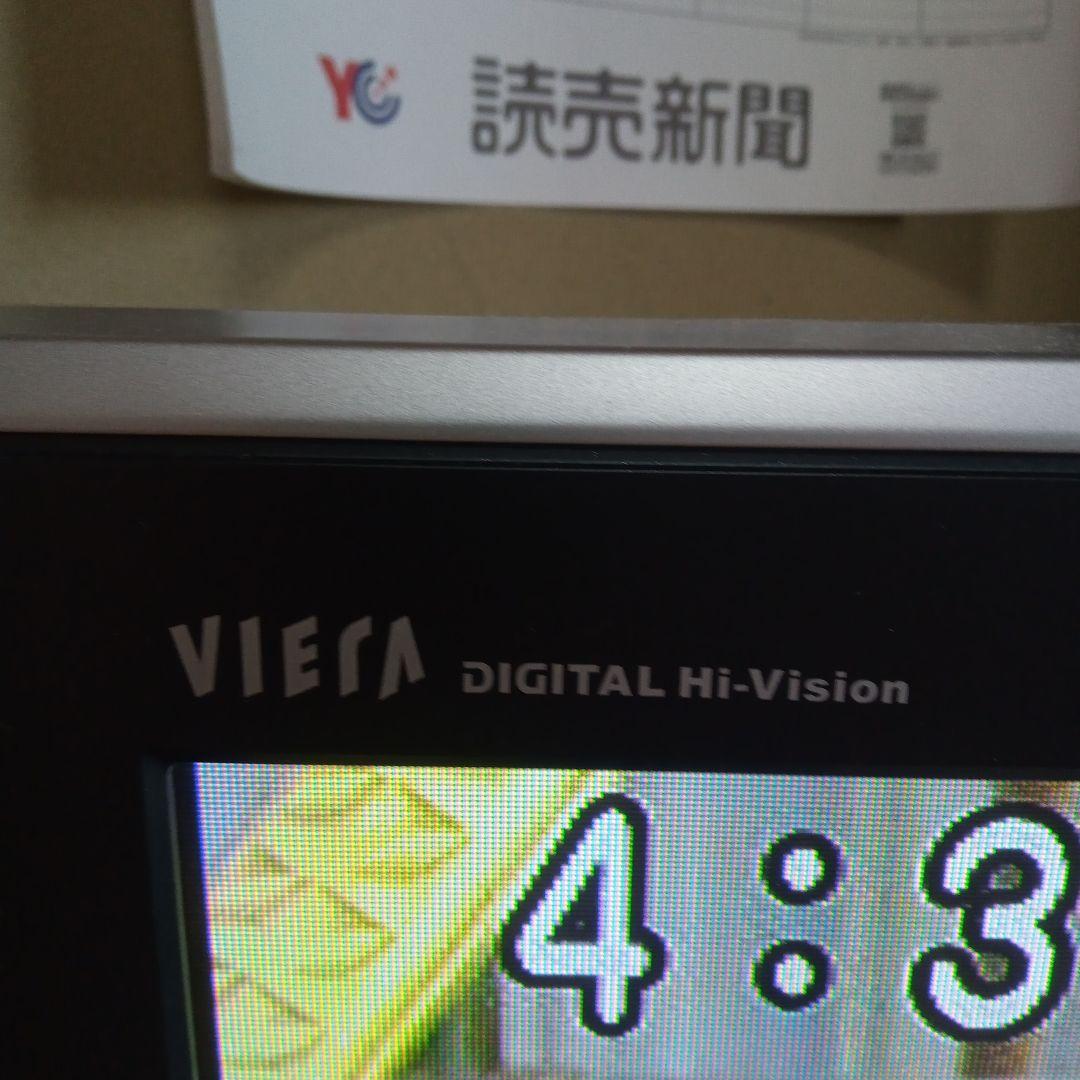 YC 読売新聞
VIERA DIGITAL Hi-Vision
4:3